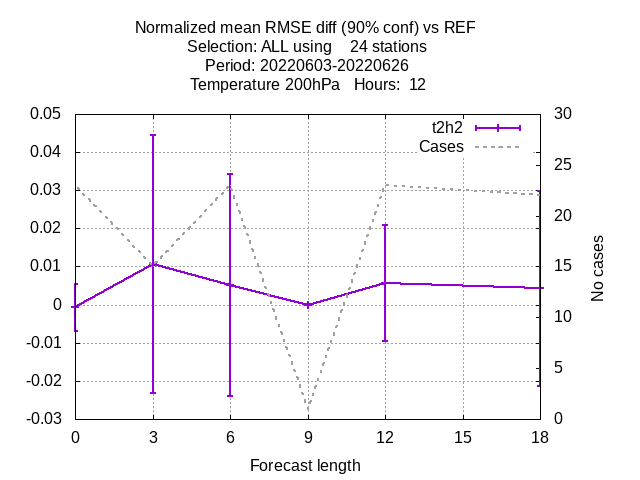 Normalized mean RMSE diff (90% conf) vs REF
Selection: ALL using    24 stations
Period: 20220603-20220626
Temperature 200hPa   Hours:  12
0.05
0.04
0.03
0.02
0.01
0
-0.01
-0.02
-0.03
30
25
20
15
10
5
0
t2h2
Cases
No cases
0 3 6 9 12 15 18
Forecast length